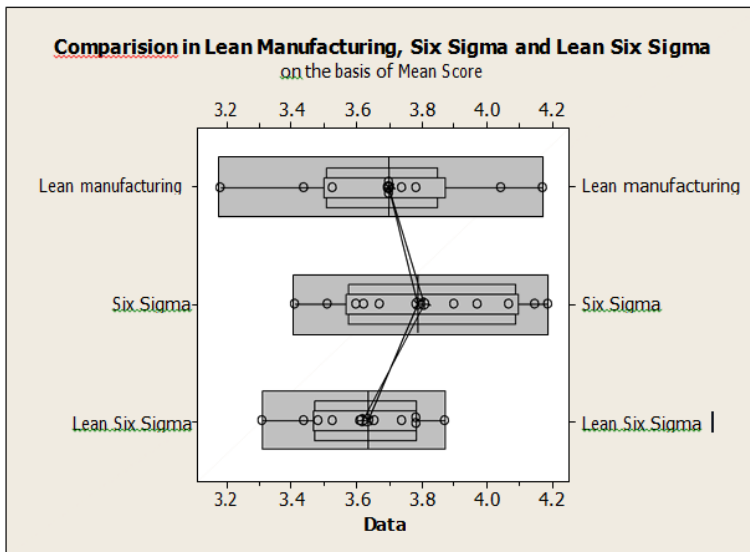 Comparision in Lean Manufacturing, Six Sigma and Lean Six Sigma
on the basis of Mean Score
3.2 3.4 3.6 3.8 4.0 4.2
Lean manufacturing Lean manufacturing
Six Sigma Six Sigma
Lean Six Sigma Lean Six Sigma
3.2 3.4 3.6 3.8 4.0 4.2
Data